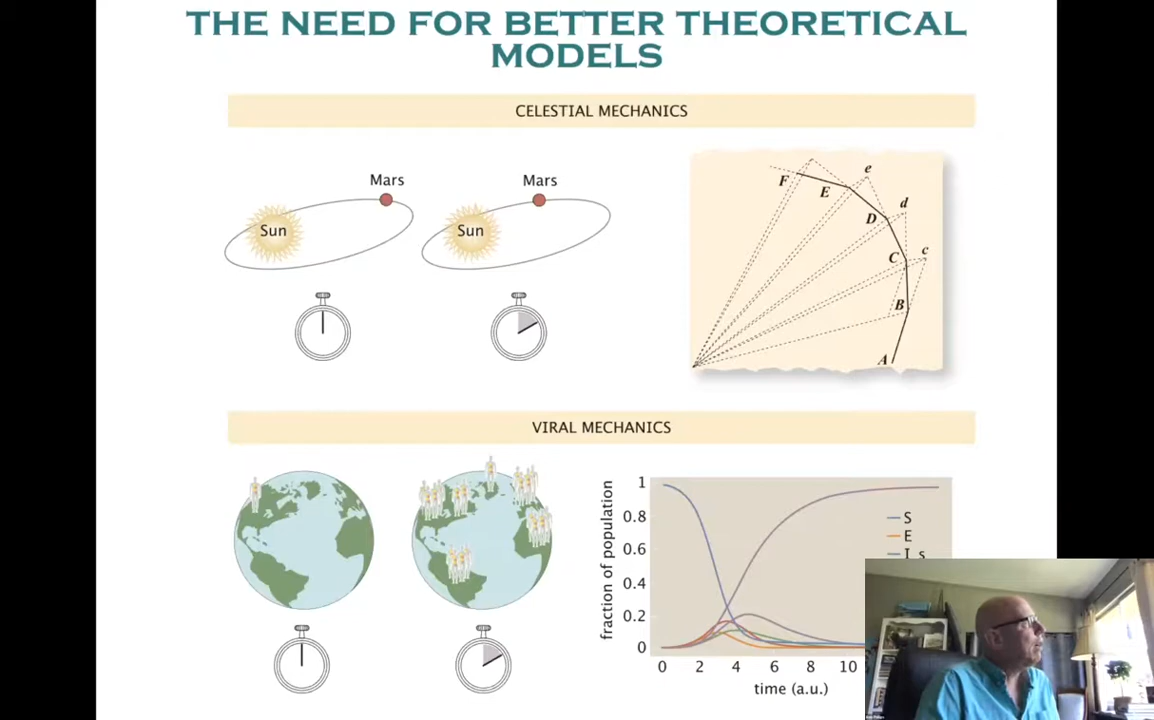 THE NEED FOR BETTER THEORETICAL
MODELS
CELESTIAL MECHANICS
Mars
Mars
Sun
Sun
F
E
e
D
d
C
c
B
A
VIRAL MECHANICS
fraction of population
1
0.8
0.6
0.4
0.2
0
S
E
I_s
0 2 4 6 8 10
time (a.u.)